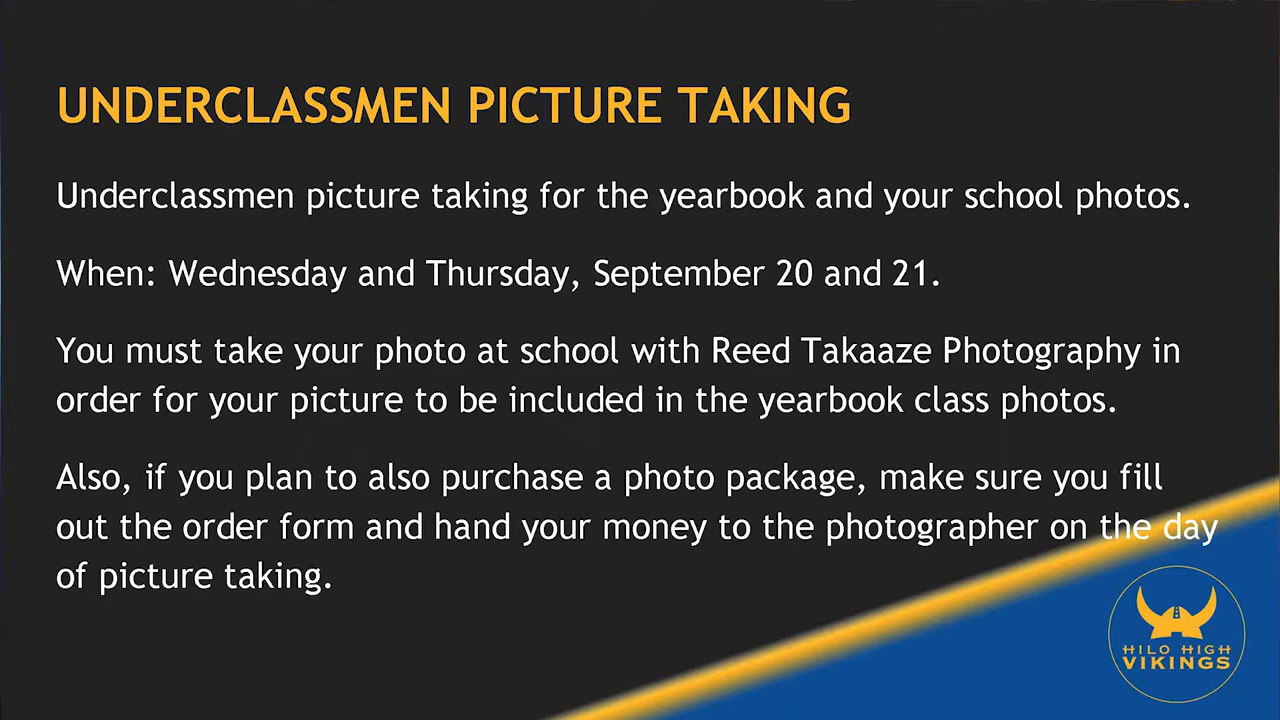 UNDERCLASSMEN PICTURE TAKING
Underclassmen picture taking for the yearbook and your school photos.
When: Wednesday and Thursday, September 20 and 21.
You must take your photo at school with Reed Takaaze Photography in
order for your picture to be included in the yearbook class photos.
Also, if you plan to also purchase a photo package, make sure you fill
out the order form and hand your money to the photographer on the day
of picture taking.
HILO HIGH
VIKINGS